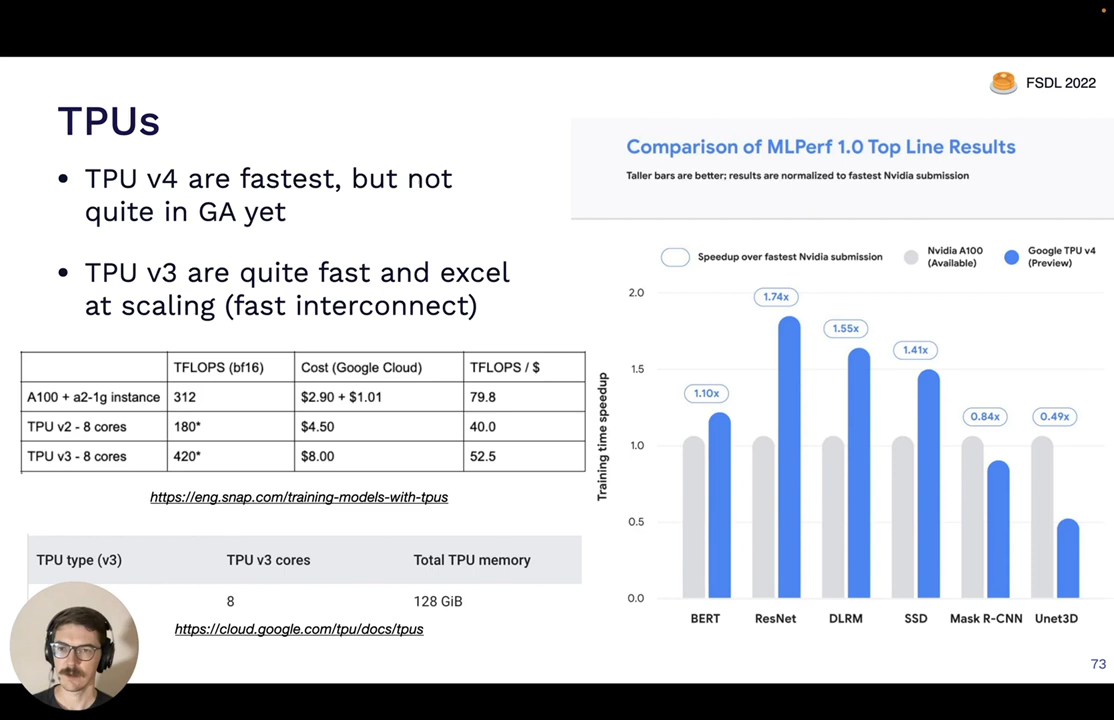 FSDL 2022
TPUs
• TPU v4 are fastest, but not
quite in GA yet
• TPU v3 are quite fast and excel
at scaling (fast interconnect)
TFLOPS (bf16) Cost (Google Cloud) TFLOPS / $
A100 + a2-1g instance 312 $2.90 + $1.01 79.8
TPU v2 - 8 cores 180* $4.50 40.0
TPU v3 - 8 cores 420* $8.00 52.5
https://eng.snap.com/training-models-with-tpus
TPU type (v3) TPU v3 cores Total TPU memory
8 128 GiB
https://cloud.google.com/tpu/docs/tpus
Comparison of MLPerf 1.0 Top Line Results
Taller bars are better; results are normalized to fastest Nvidia submission
Speedup over fastest Nvidia submission
Nvidia A100
(Available)
Google TPU v4
(Preview)
Training time speedup
2.0
1.5
1.0
0.5
0.0
1.10x
1.74x
1.55x
1.41x
0.84x
0.49x
BERT ResNet DLRM SSD Mask R-CNN Unet3D
73